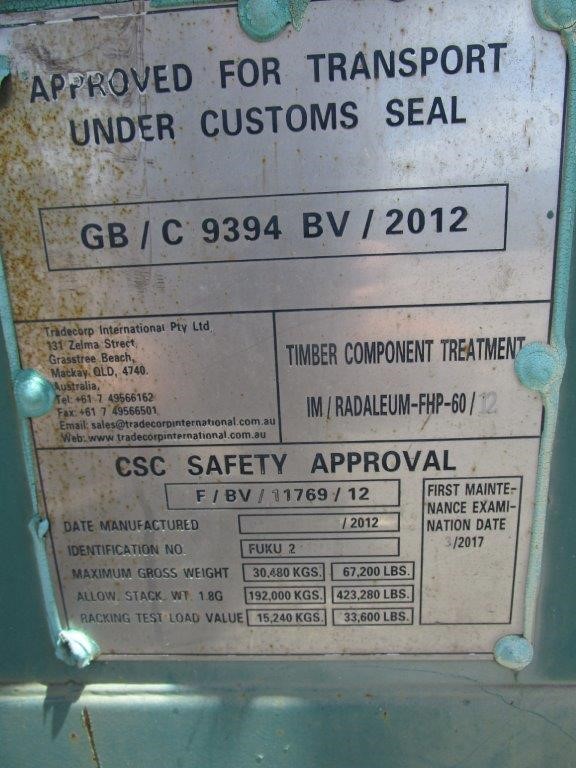 APPROVED FOR TRANSPORT
UNDER CUSTOMS SEAL
GB / C 9394 BV / 2012
Tradecorp International Pty Ltd
131 Zelma Street,
Grasstree Beach,
Mackay. QLD, 4740.
Australia,
Tel: +61 7 49566162
Fax: +61 7 49566501
Email: sales@tradecorpinternational.com.au
Web: www.tradecorpinternational.com.au
TIMBER COMPONENT TREATMENT
IM / RADALEUM-FHP-60 / 12
CSC SAFETY APPROVAL
F / BV / 11769 / 12
DATE MANUFACTURED / 2012
IDENTIFICATION NO. FUKU 2
MAXIMUM GROSS WEIGHT 30,480 KGS. 67,200 LBS.
ALLOW. STACK. WT. 1.8G 192,000 KGS. 423,280 LBS.
RACKING TEST LOAD VALUE 15,240 KGS. 33,600 LBS.
FIRST MAINTE-
NANCE EXAMI-
NATION DATE
/2017